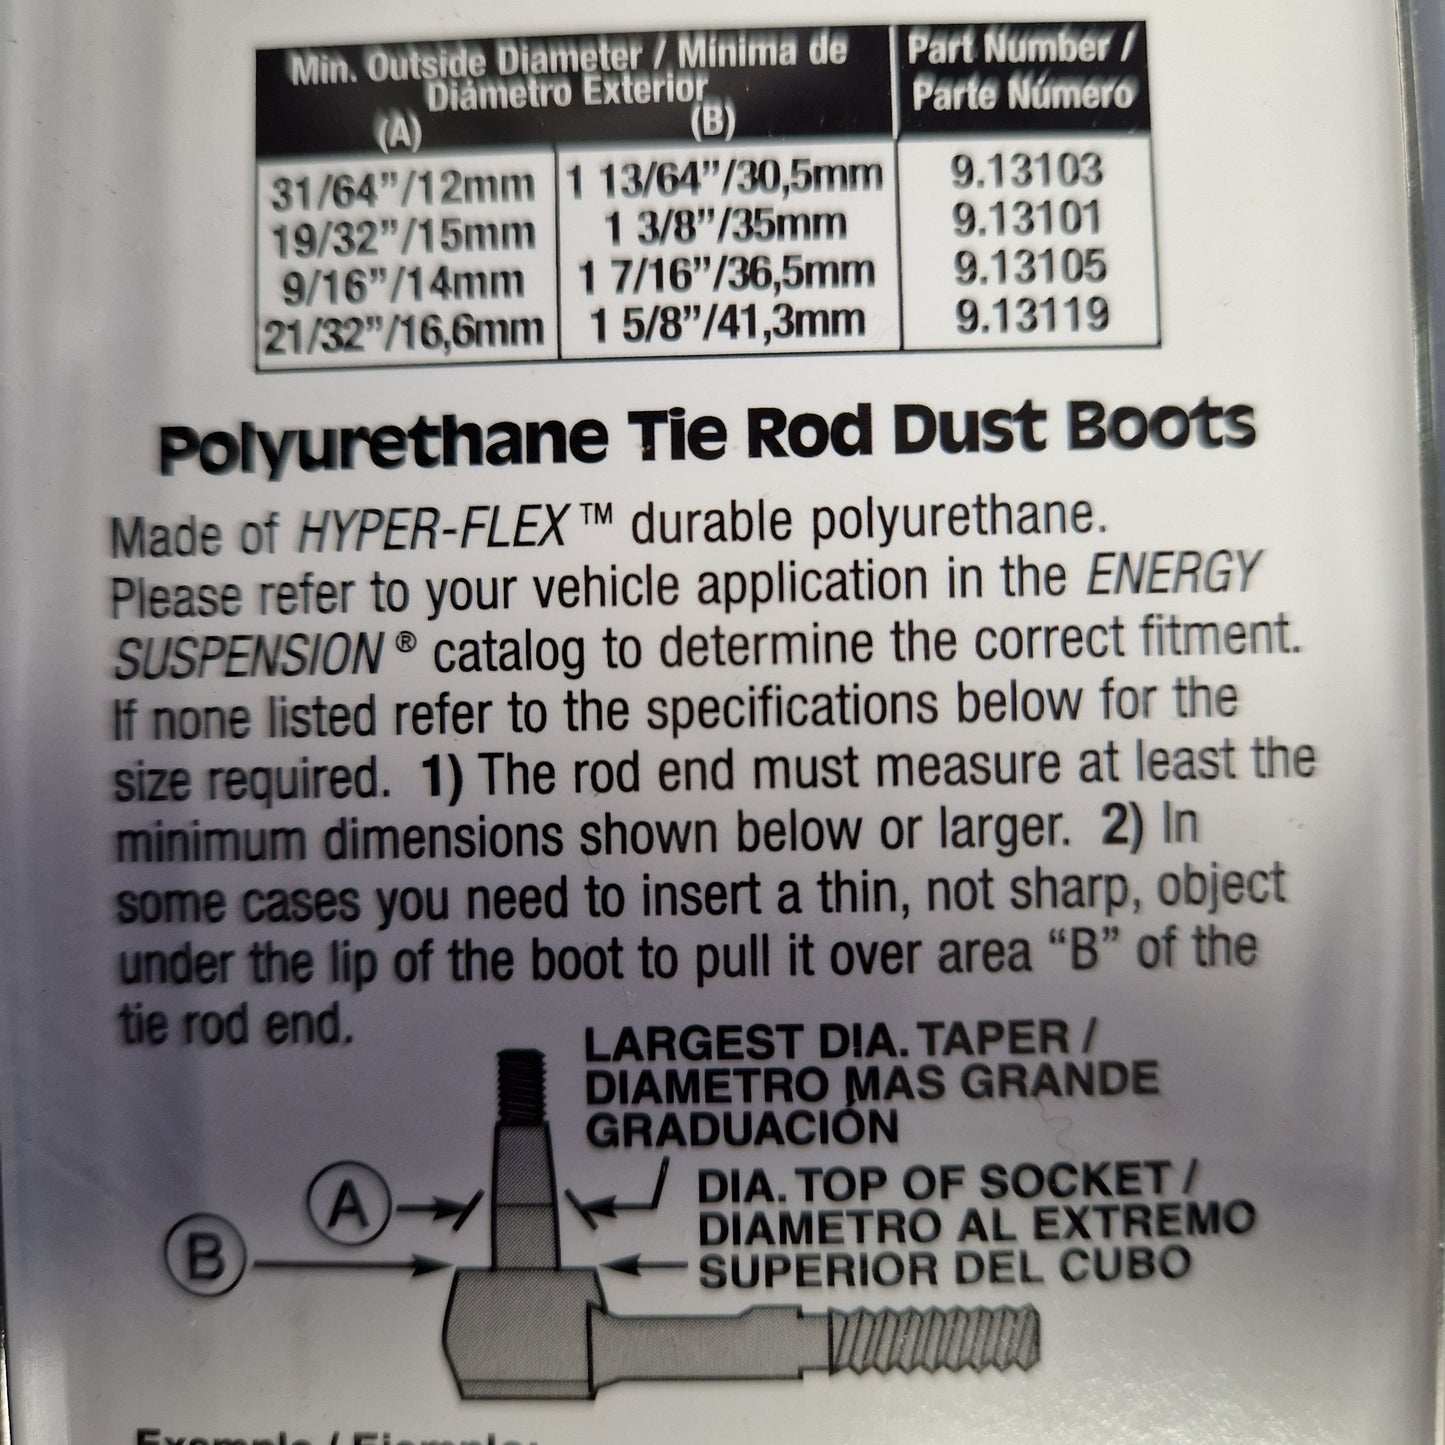 Min. Outside Diameter / Mínima de Part Number /
Diámetro Exterior Parte Número
(A) (B)
31/64”/12mm 1 13/64”/30,5mm 9.13103
19/32”/15mm 1 3/8”/35mm 9.13101
9/16”/14mm 1 7/16”/36,5mm 9.13105
21/32”/16,6mm 1 5/8”/41,3mm 9.13119
Polyurethane Tie Rod Dust Boots
Made of HYPER-FLEX™ durable polyurethane.
Please refer to your vehicle application in the ENERGY
SUSPENSION® catalog to determine the correct fitment.
If none listed refer to the specifications below for the
size required. 1) The rod end must measure at least the
minimum dimensions shown below or larger. 2) In
some cases you need to insert a thin, not sharp, object
under the lip of the boot to pull it over area “B” of the
tie rod end.
LARGEST DIA. TAPER /
DIAMETRO MAS GRANDE
GRADUACIÓN
A
DIA. TOP OF SOCKET /
DIAMETRO AL EXTREMO
SUPERIOR DEL CUBO
B
Example / Ejemplo: